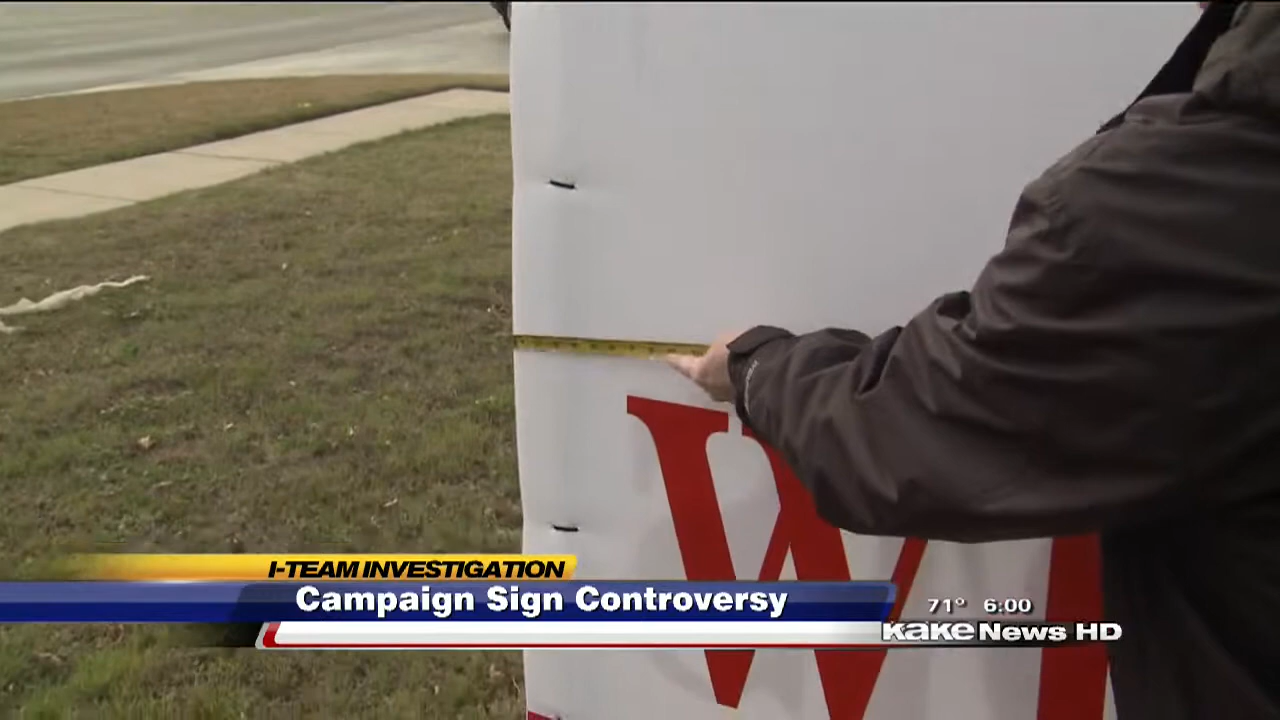 W
I-TEAM INVESTIGATION
Campaign Sign Controversy
71° 6:00
KaKe News HD